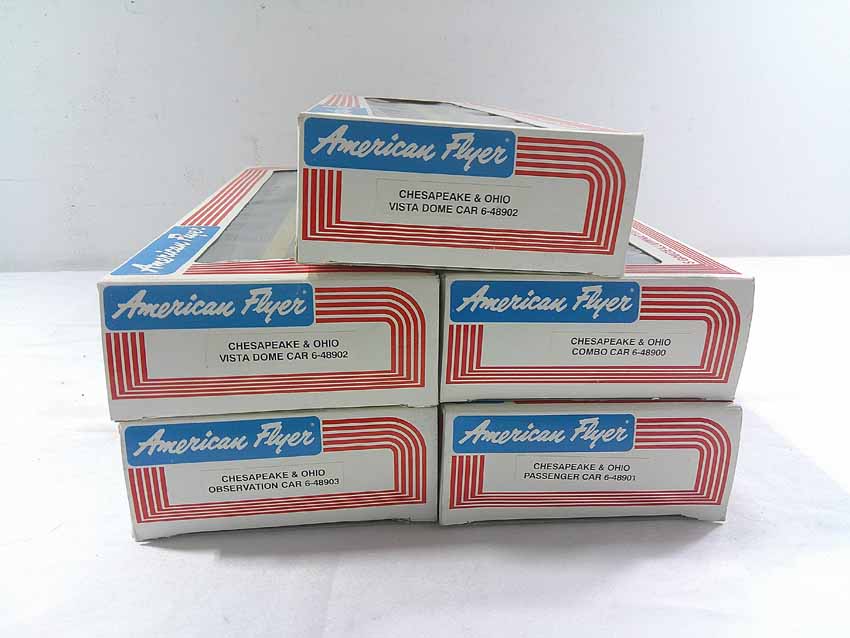 American Flyer®
CHESAPEAKE & OHIO
VISTA DOME CAR 6-48902
American Flyer
American Flyer®
CHESAPEAKE & OHIO
VISTA DOME CAR 6-48902
American Flyer®
CHESAPEAKE & OHIO
COMBO CAR 6-48900
American Flyer®
CHESAPEAKE & OHIO
OBSERVATION CAR 6-48903
American Flyer®
CHESAPEAKE & OHIO
PASSENGER CAR 6-48901